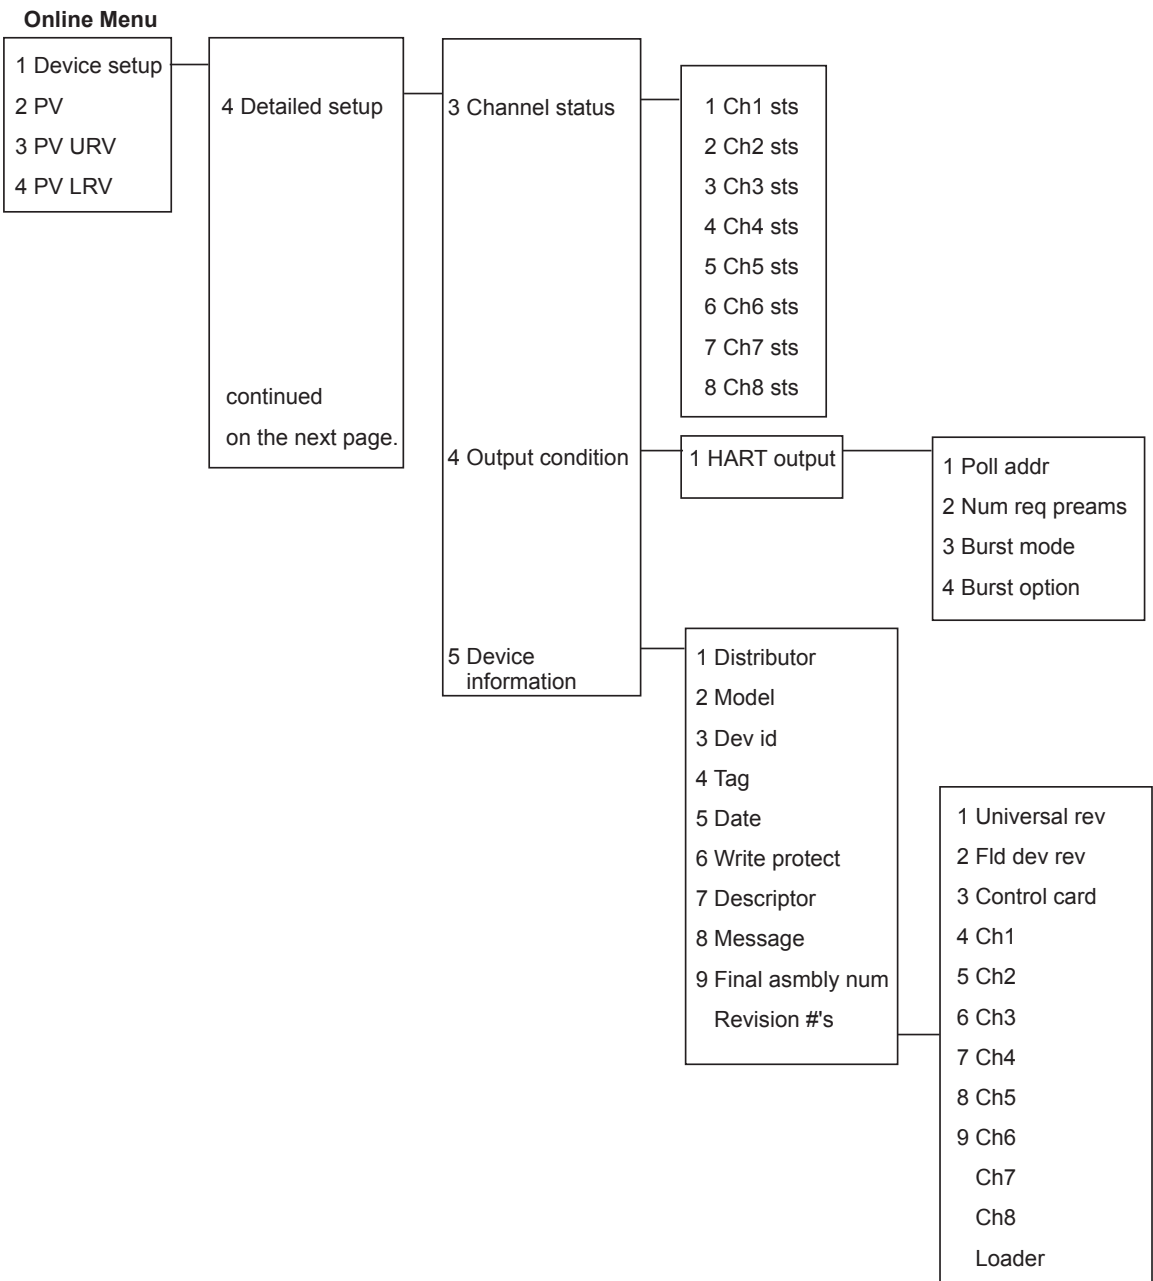 Online Menu
1 Device setup
2 PV
3 PV URV
4 PV LRV
4 Detailed setup
continued
on the next page.
3 Channel status
4 Output condition
5 Device
information
1 Ch1 sts
2 Ch2 sts
3 Ch3 sts
4 Ch4 sts
5 Ch5 sts
6 Ch6 sts
7 Ch7 sts
8 Ch8 sts
1 HART output
1 Poll addr
2 Num req preams
3 Burst mode
4 Burst option
1 Distributor
2 Model
3 Dev id
4 Tag
5 Date
6 Write protect
7 Descriptor
8 Message
9 Final asmbly num
Revision #'s
1 Universal rev
2 Fld dev rev
3 Control card
4 Ch1
5 Ch2
6 Ch3
7 Ch4
8 Ch5
9 Ch6
Ch7
Ch8
Loader